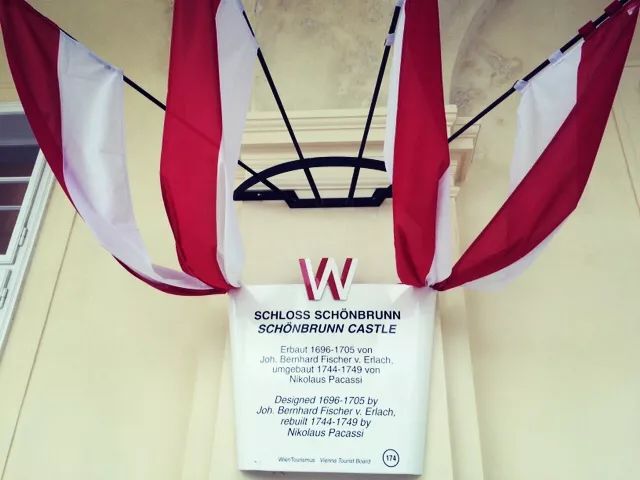 W
SCHLOSS SCHÖNBRUNN
SCHÖNBRUNN CASTLE
Erbaut 1696-1705 von
Joh. Bernhard Fischer v. Erlach,
umgebaut 1744-1749 von
Nikolaus Pacassi
Designed 1696-1705 by
Joh. Bernhard Fischer v. Erlach,
rebuilt 1744-1749 by
Nikolaus Pacassi
WienTourismus Vienna Tourist Board 174